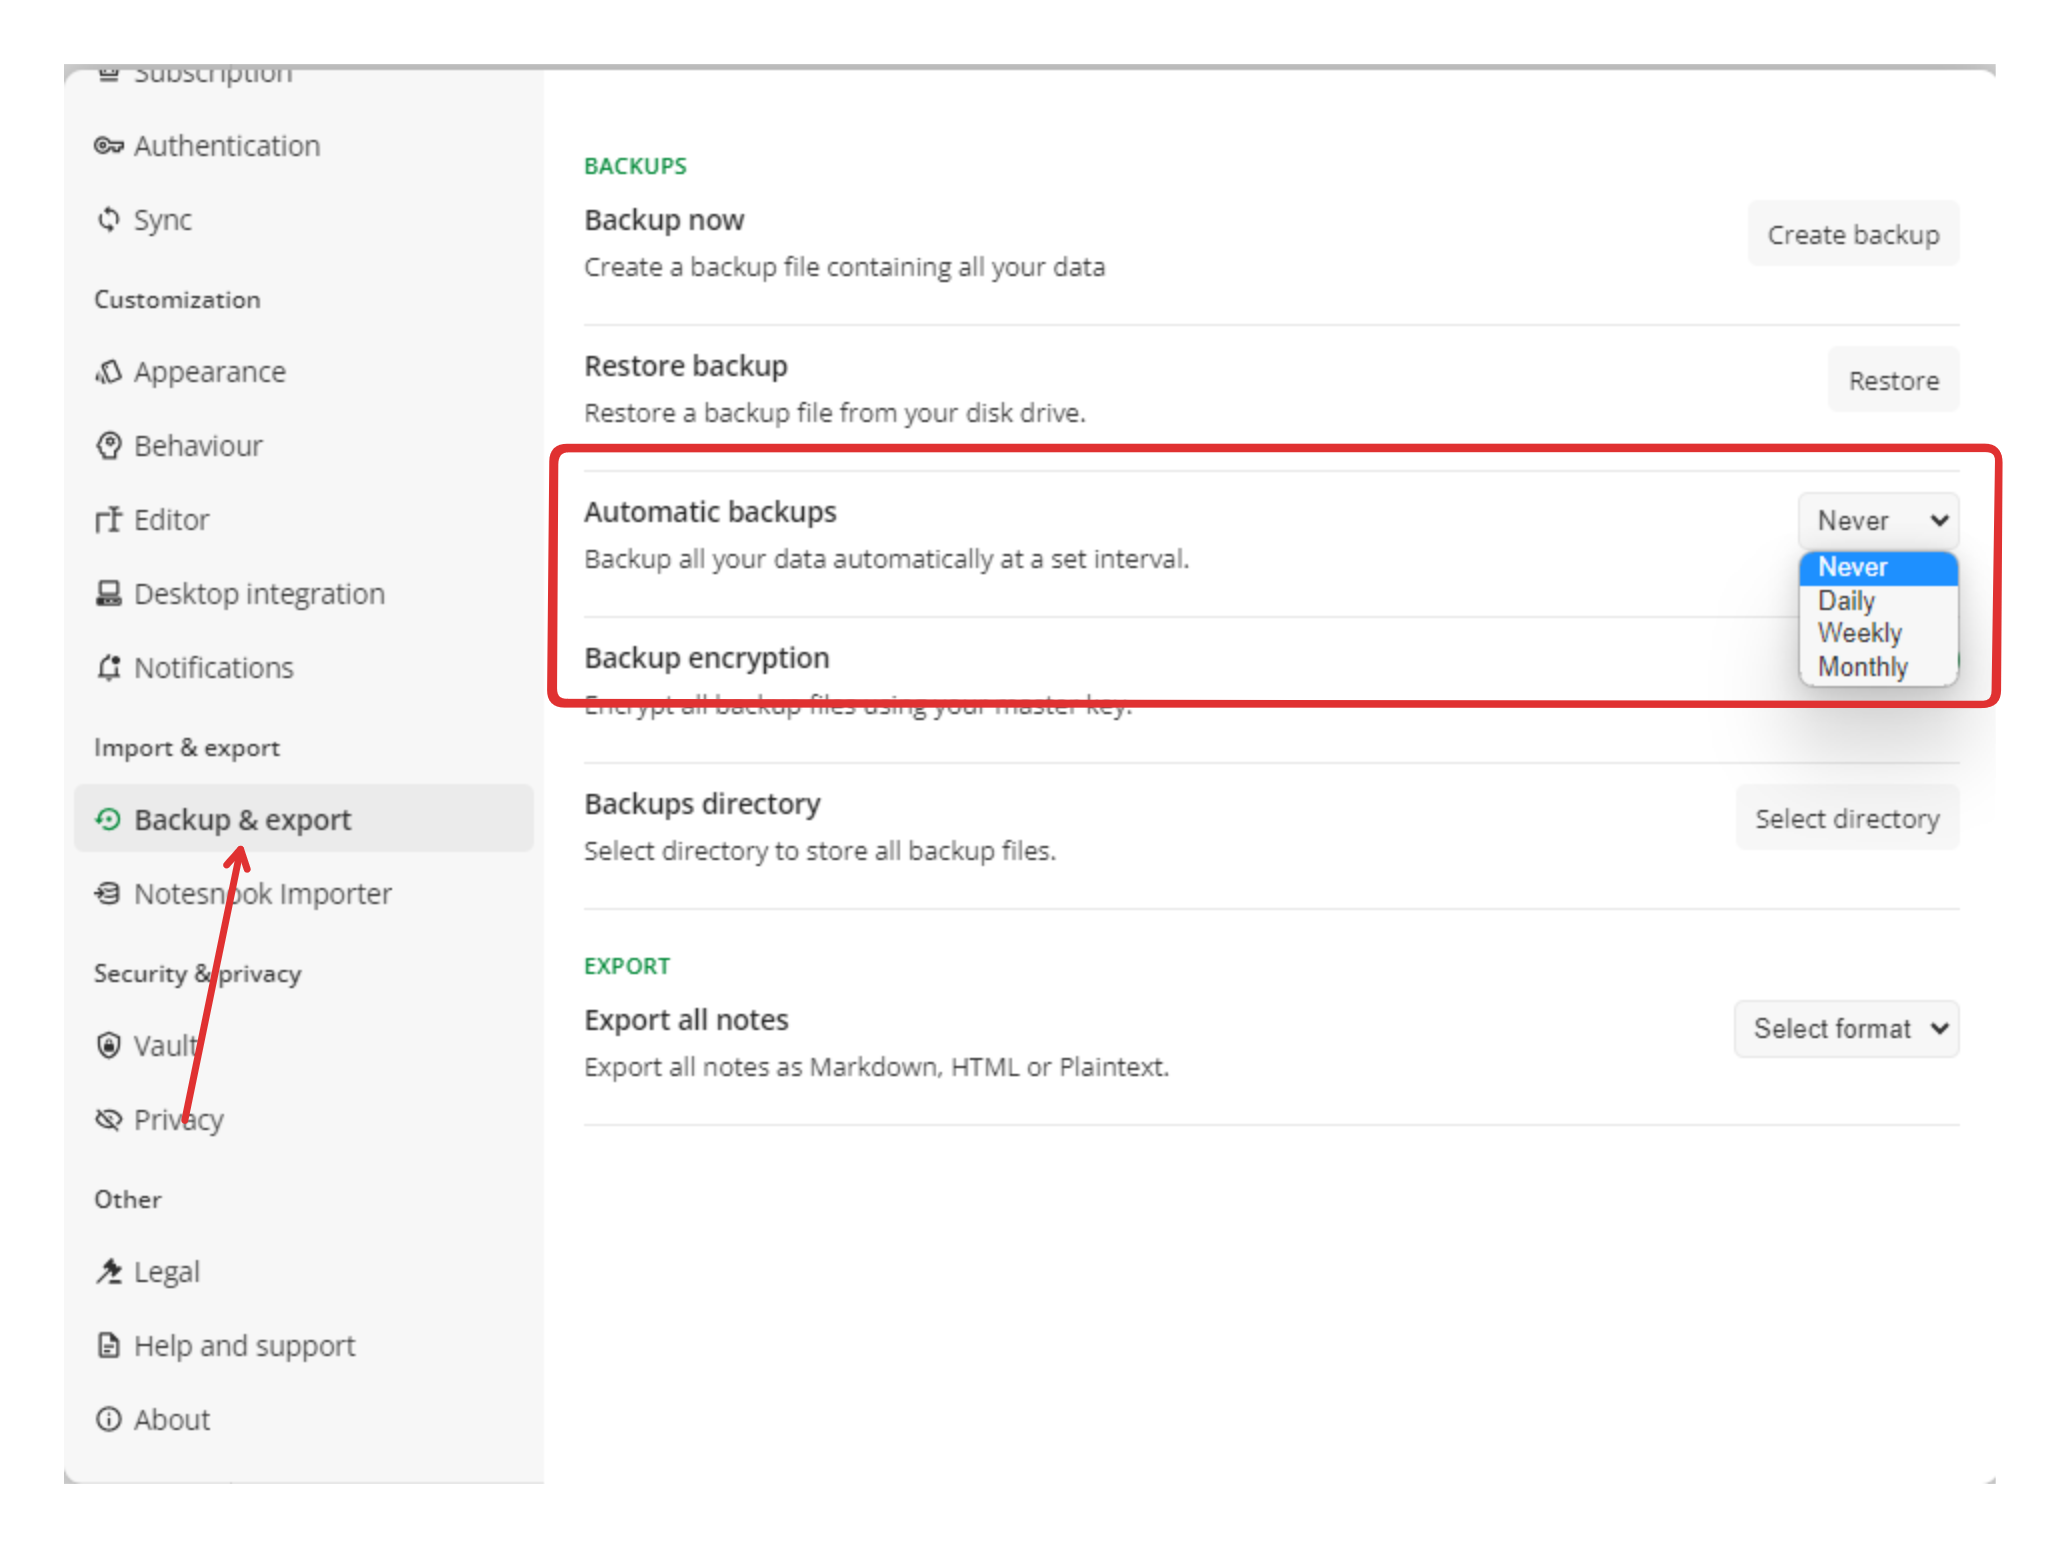 Subscription
Authentication
Sync
Customization
Appearance
Behaviour
Editor
Desktop integration
Notifications
Import & export
Backup & export
Notesnook Importer
Security & privacy
Vault
Privacy
Other
Legal
Help and support
About
BACKUPS
Backup now
Create backup
Create a backup file containing all your data
Restore backup
Restore
Restore a backup file from your disk drive.
Automatic backups
Never
Backup all your data automatically at a set interval.
Never
Daily
Weekly
Monthly
Backup encryption
Encrypt all backup files using your master key.
Backups directory
Select directory
Select directory to store all backup files.
EXPORT
Export all notes
Select format
Export all notes as Markdown, HTML or Plaintext.